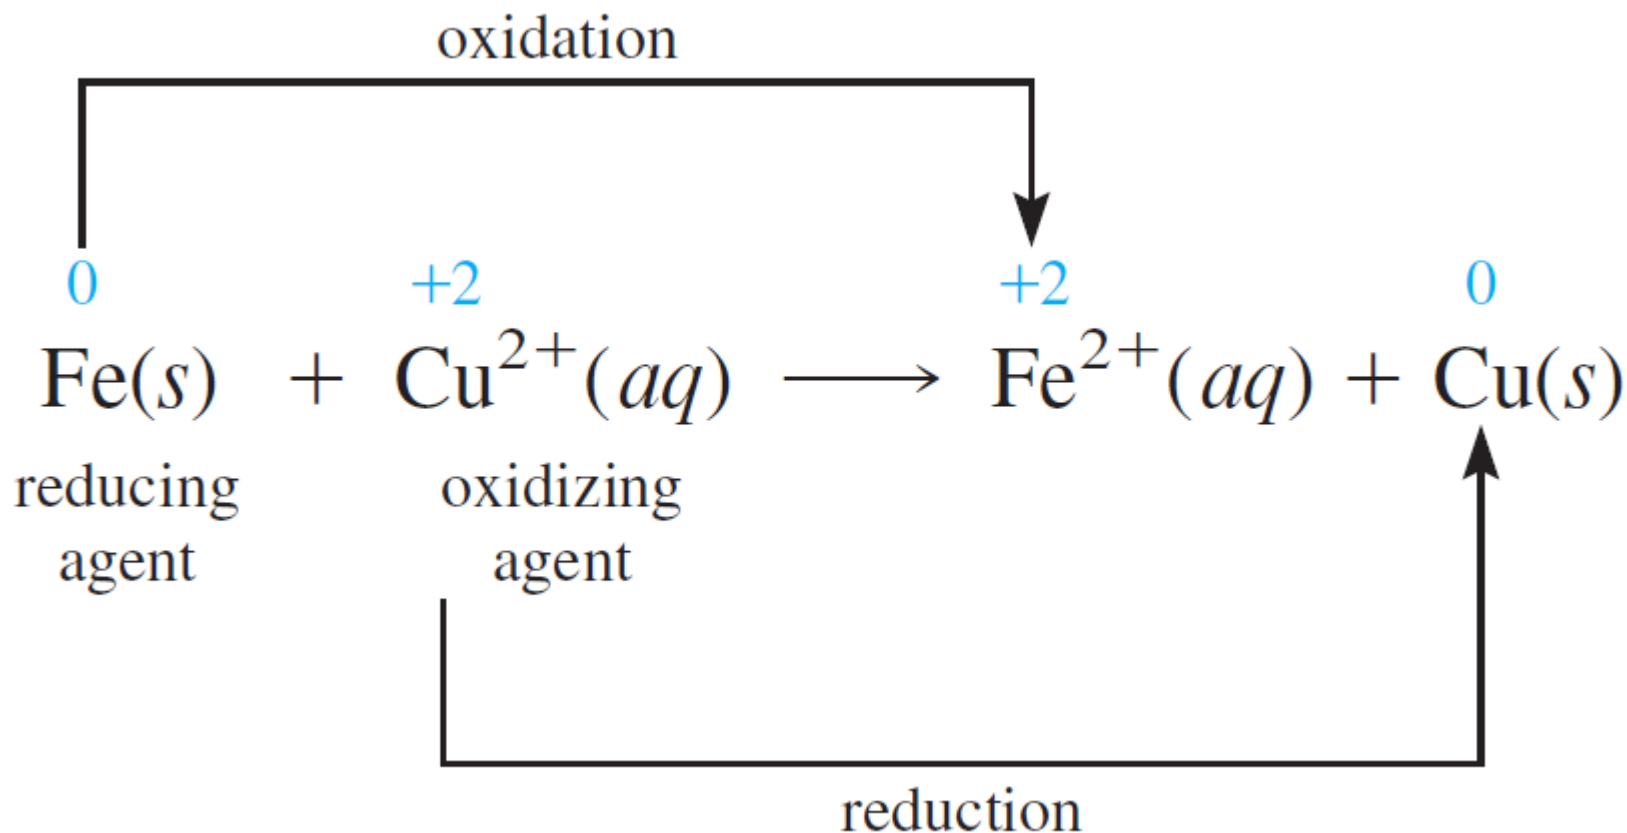 oxidation
0 +2 +2 0
Fe(s) + Cu²⁺(aq) ⟶ Fe²⁺(aq) + Cu(s)
reducing oxidizing
agent agent
reduction